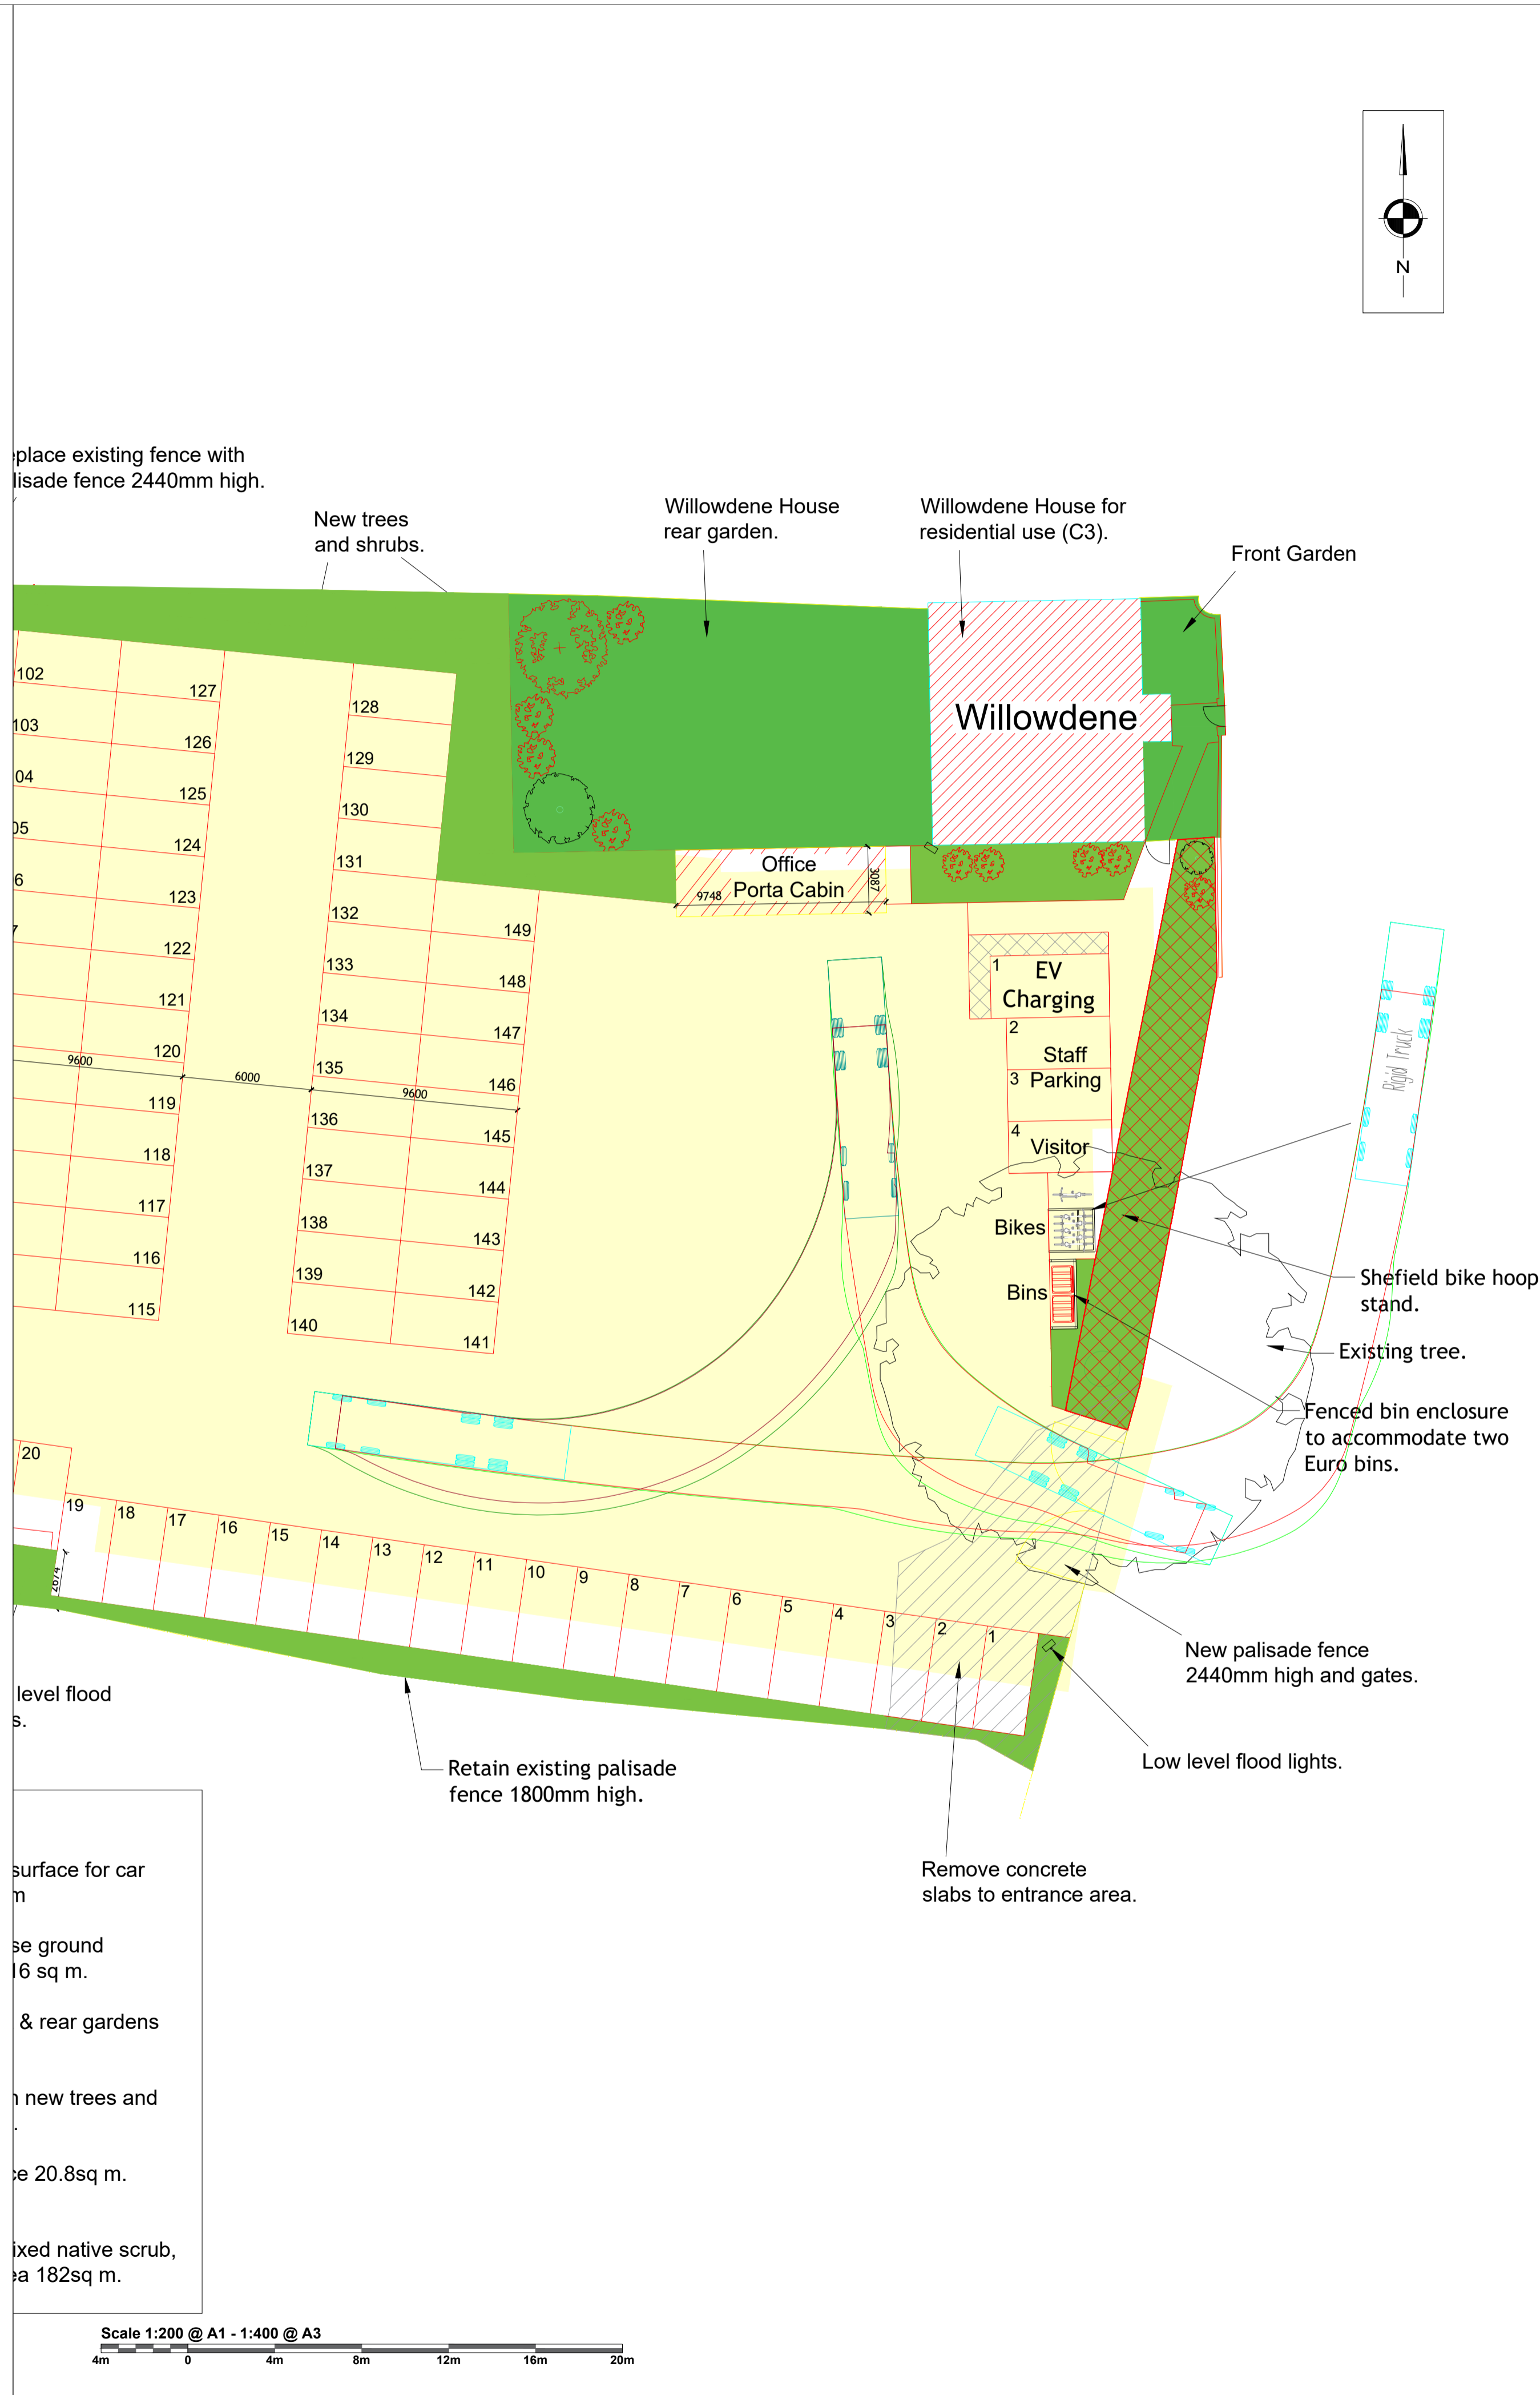 N
eplace existing fence with
lisade fence 2440mm high.
New trees
and shrubs.
Willowdene House
rear garden.
Willowdene House for
residential use (C3).
Front Garden
Willowdene
102
103
04
05
6
7
127
126
125
124
123
122
121
120
119
118
117
116
115
128
129
130
131
132
133
134
135
136
137
138
139
140
149
148
147
146
145
144
143
142
141
9600
6000
9600
Office
Porta Cabin
9748
3087
1
EV
Charging
2
Staff
3
Parking
4
Visitor
Bikes
Bins
Rigid Truck
Shefield bike hoop
stand.
Existing tree.
Fenced bin enclosure
to accommodate two
Euro bins.
20
19
18
17
16
15
14
13
12
11
10
9
8
7
6
5
4
3
2
1
2674
New palisade fence
2440mm high and gates.
Low level flood lights.
level flood
s.
Retain existing palisade
fence 1800mm high.
Remove concrete
slabs to entrance area.
surface for car
m
se ground
16 sq m.
& rear gardens
n new trees and
.
ce 20.8sq m.
ixed native scrub,
ea 182sq m.
Scale 1:200 @ A1 - 1:400 @ A3
4m 0 4m 8m 12m 16m 20m